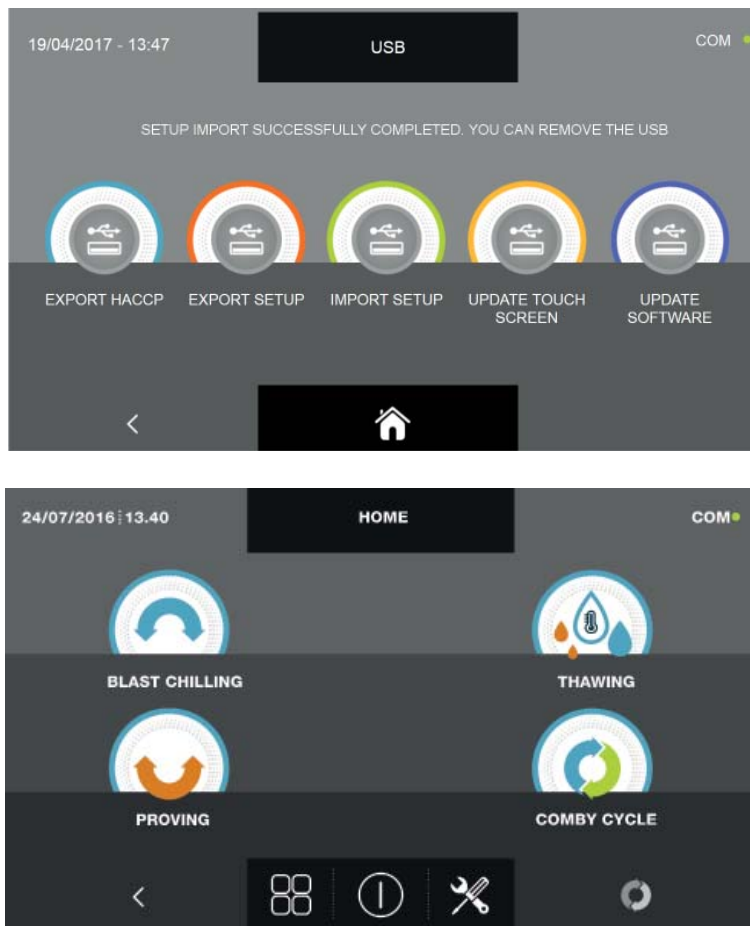 19/04/2017 - 13:47
USB
COM
SETUP IMPORT SUCCESSFULLY COMPLETED. YOU CAN REMOVE THE USB
EXPORT HACCP
EXPORT SETUP
IMPORT SETUP
UPDATE TOUCH
SCREEN
UPDATE
SOFTWARE
24/07/2016 13.40
HOME
COM
BLAST CHILLING
THAWING
PROVING
COMBY CYCLE